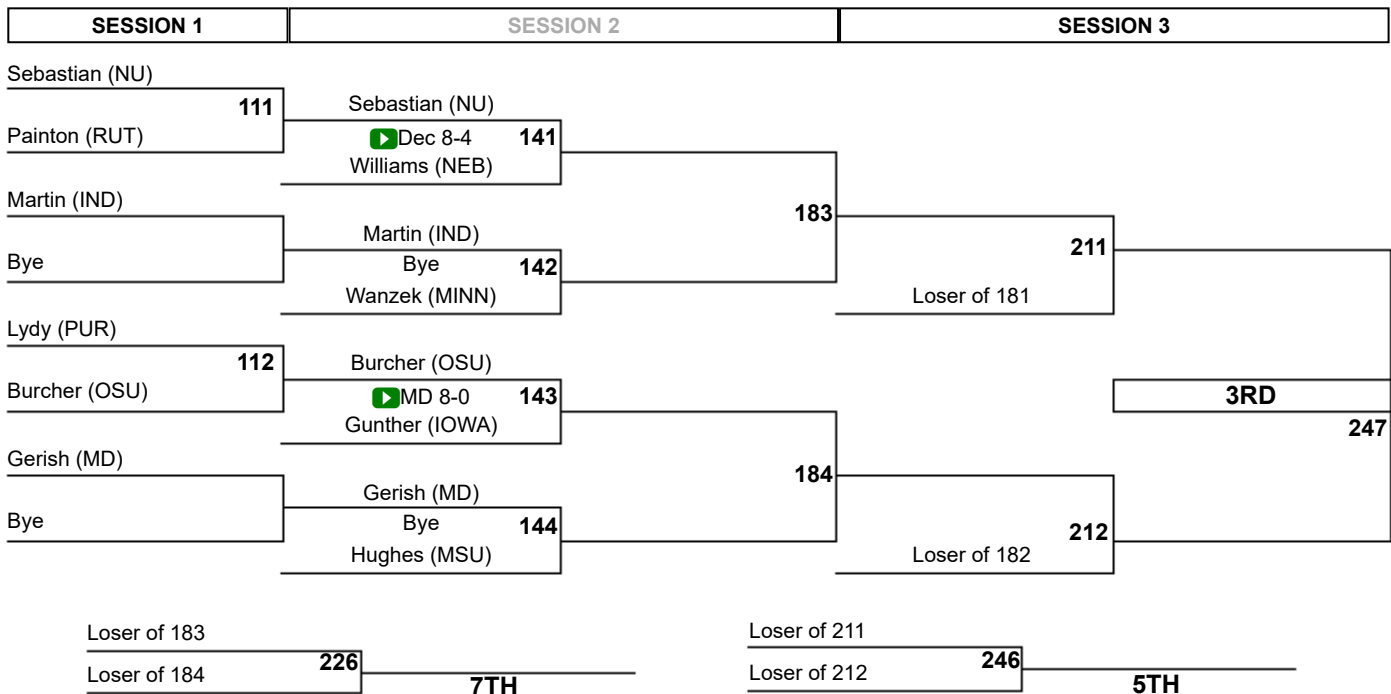 SESSION 1
SESSION 2
SESSION 3
Sebastian (NU)
111
Painton (RUT)
Martin (IND)
Bye
Lydy (PUR)
112
Burcher (OSU)
Gerish (MD)
Bye
Sebastian (NU)
Dec 8-4
141
Williams (NEB)
Martin (IND)
Bye
142
Wanzek (MINN)
Burcher (OSU)
MD 8-0
143
Gunther (IOWA)
Gerish (MD)
Bye
144
Hughes (MSU)
183
184
211
Loser of 181
212
Loser of 182
3RD
247
Loser of 183
226
Loser of 184
7TH
Loser of 211
246
Loser of 212
5TH